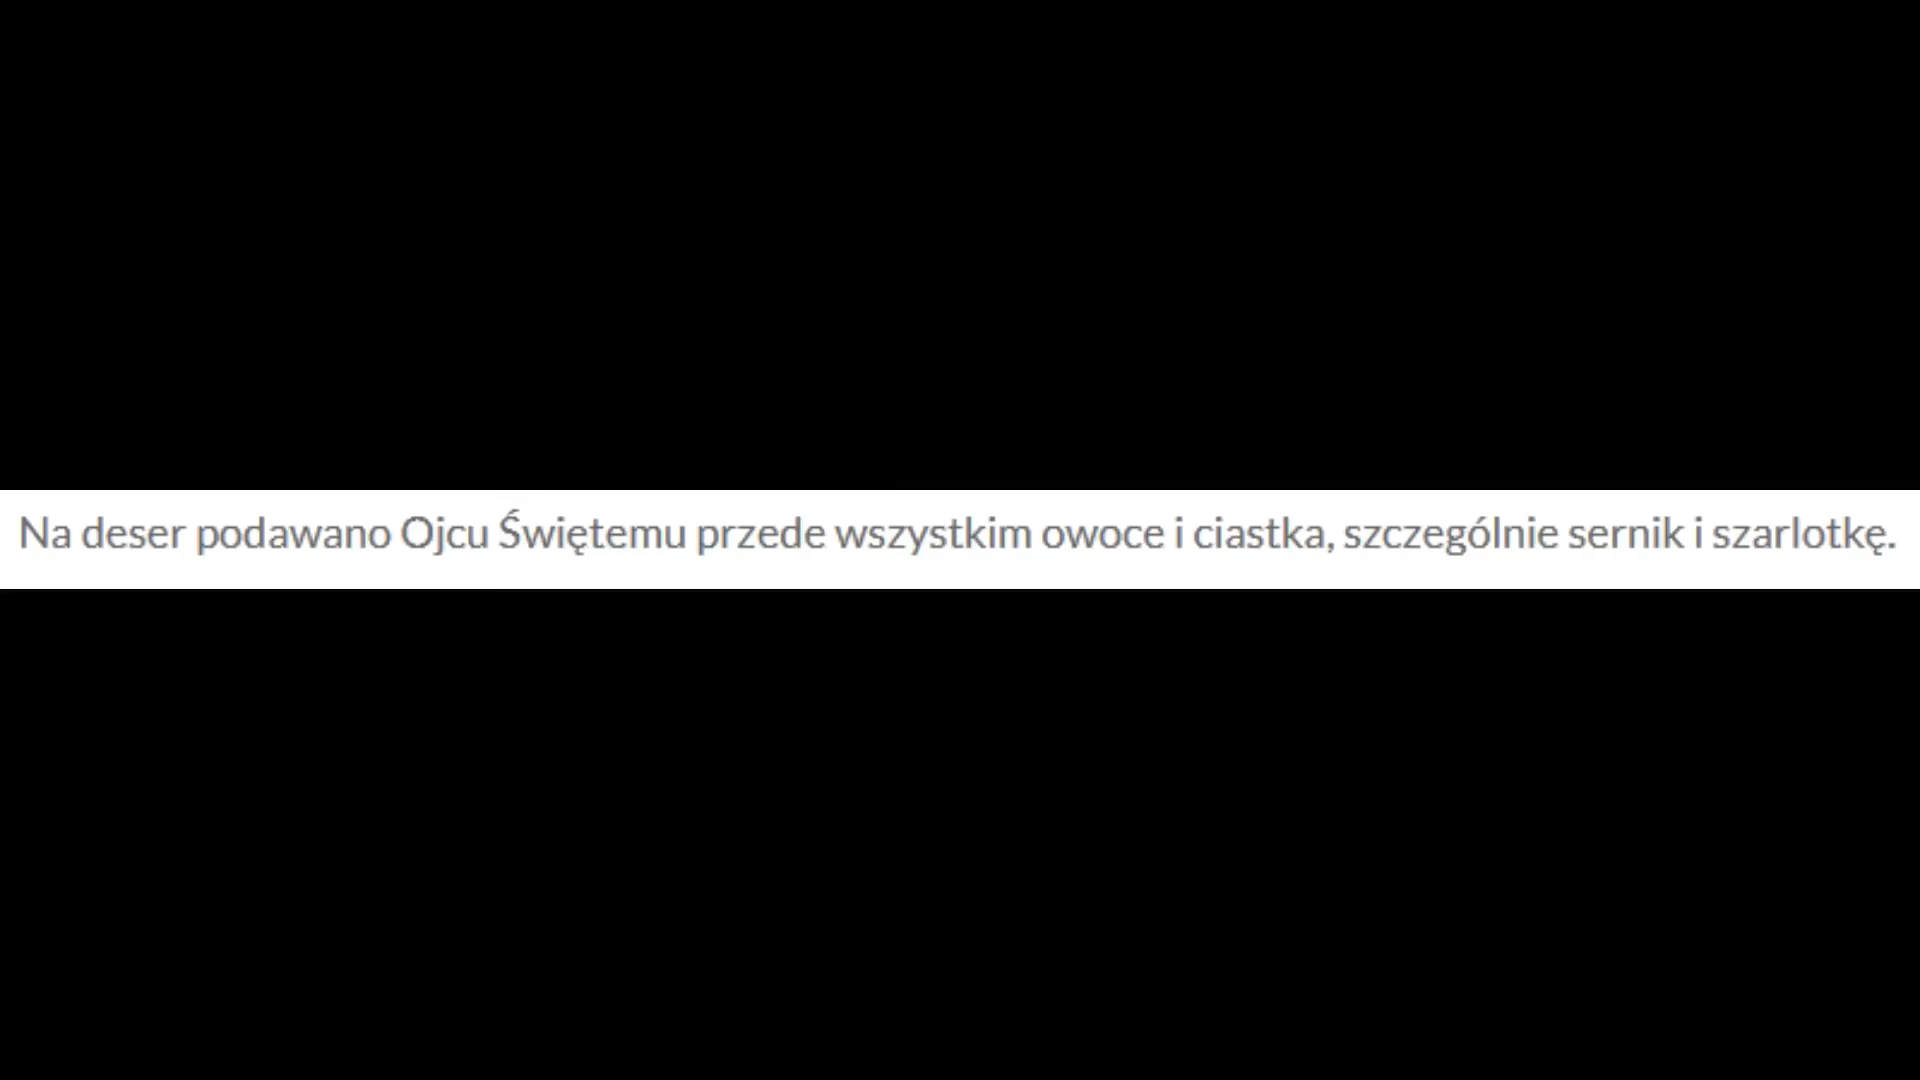 Na deser podawano Ojcu Świętemu przede wszystkim owoce i ciastka, szczególnie sernik i szarlotkę.